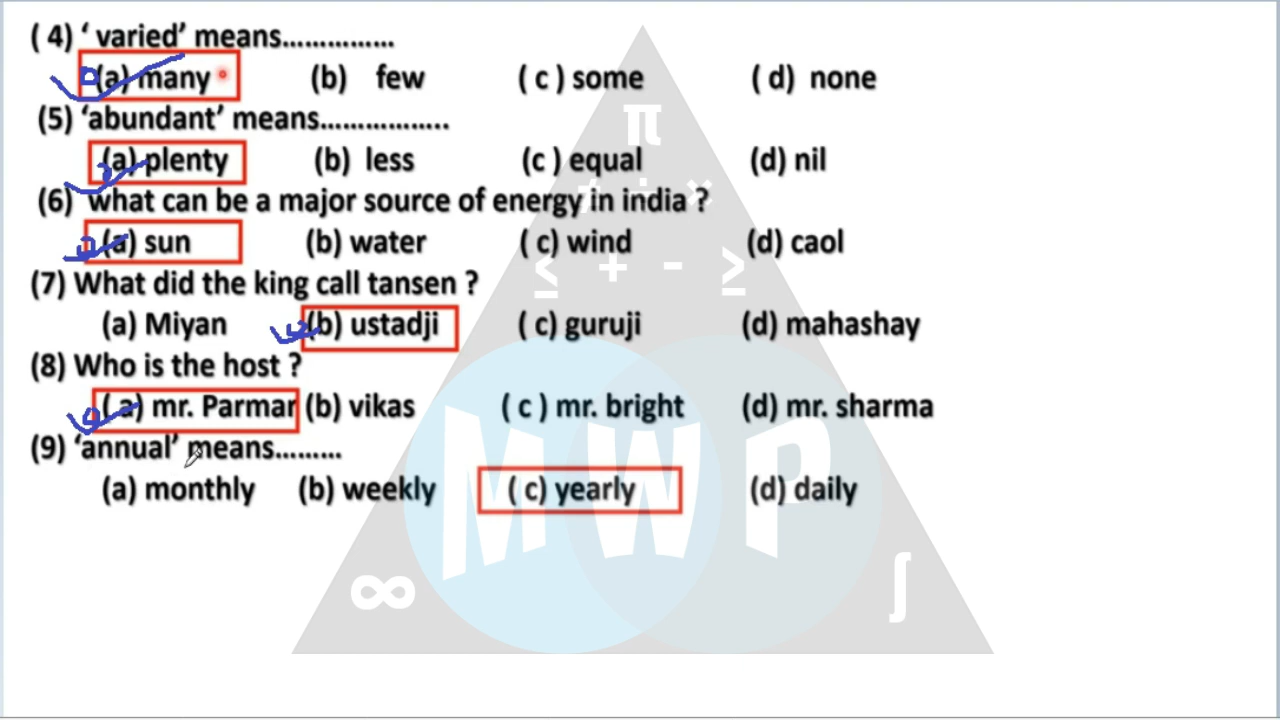 ( 4) ‘ varied’ means……………
(a) many (b) few ( c ) some ( d) none
(5) ‘abundant’ means……………..
(a) plenty (b) less (c ) equal (d) nil
(6) what can be a major source of energy in india ?
(a) sun (b) water ( c) wind (d) caol
(7) What did the king call tansen ?
(a) Miyan (b) ustadji ( c) guruji (d) mahashay
(8) Who is the host ?
( a) mr. Parmar (b) vikas ( c ) mr. bright (d) mr. sharma
(9) ‘annual’ means………
(a) monthly (b) weekly ( c) yearly (d) daily
π
+ ÷ ×
≤ + - ≥
MWP
∞ ∫